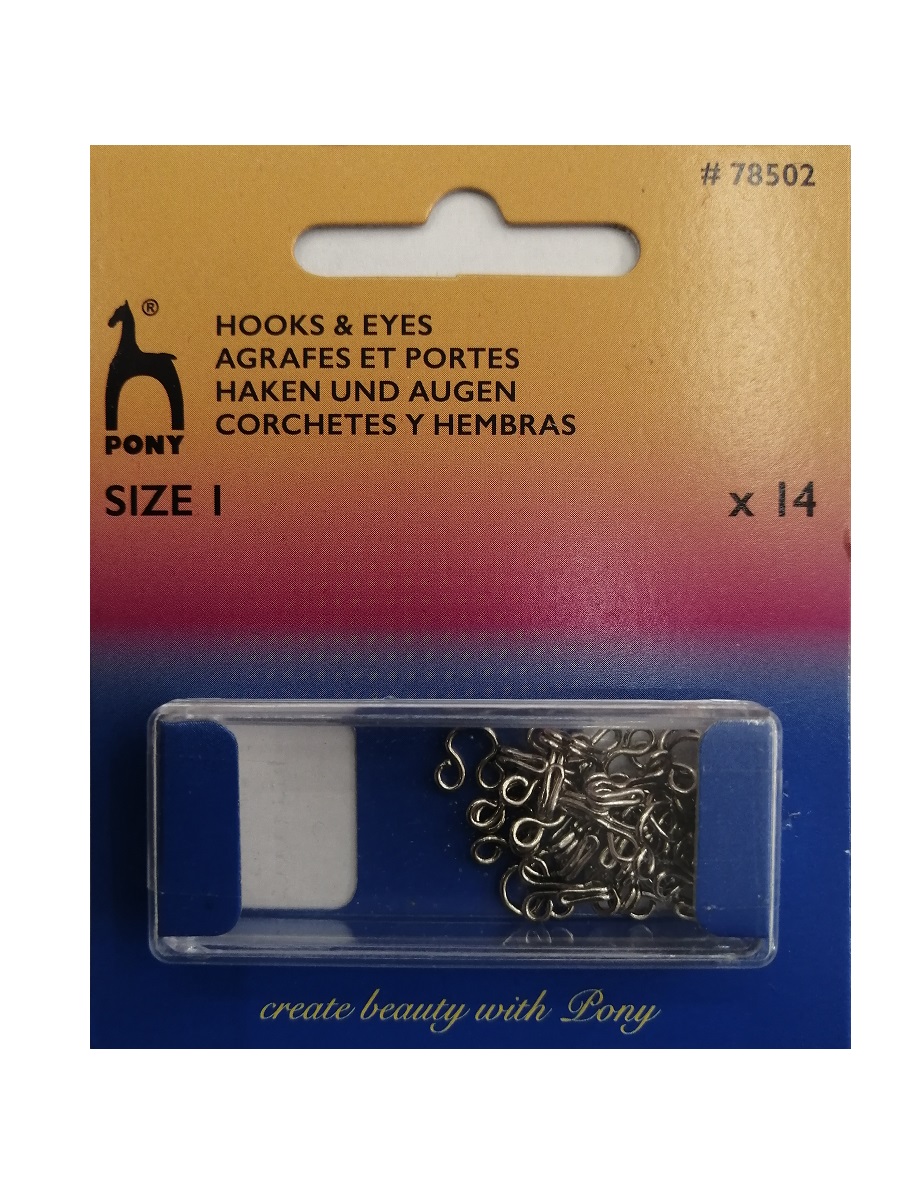 # 78502
®
HOOKS & EYES
AGRAFES ET PORTES
HAKEN UND AUGEN
CORCHETES Y HEMBRAS
PONY
SIZE 1
x 14
create beauty with Pony